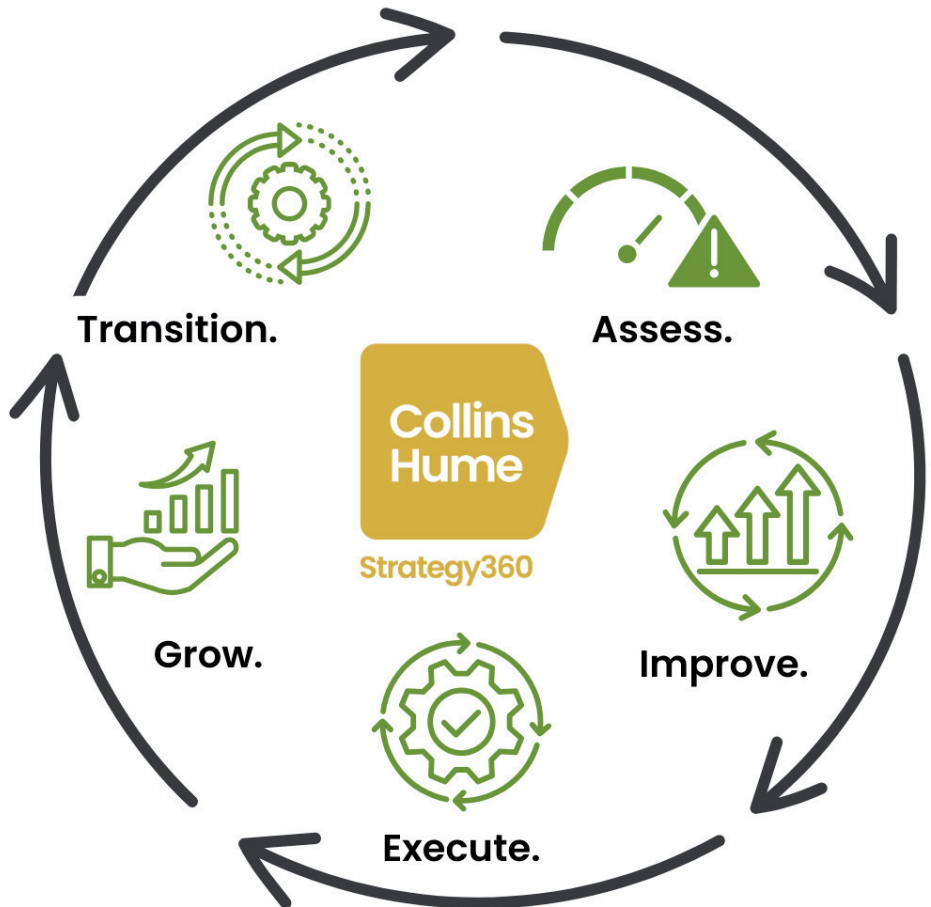 Transition.
Assess.
Collins
Hume
Strategy360
Grow.
Improve.
Execute.